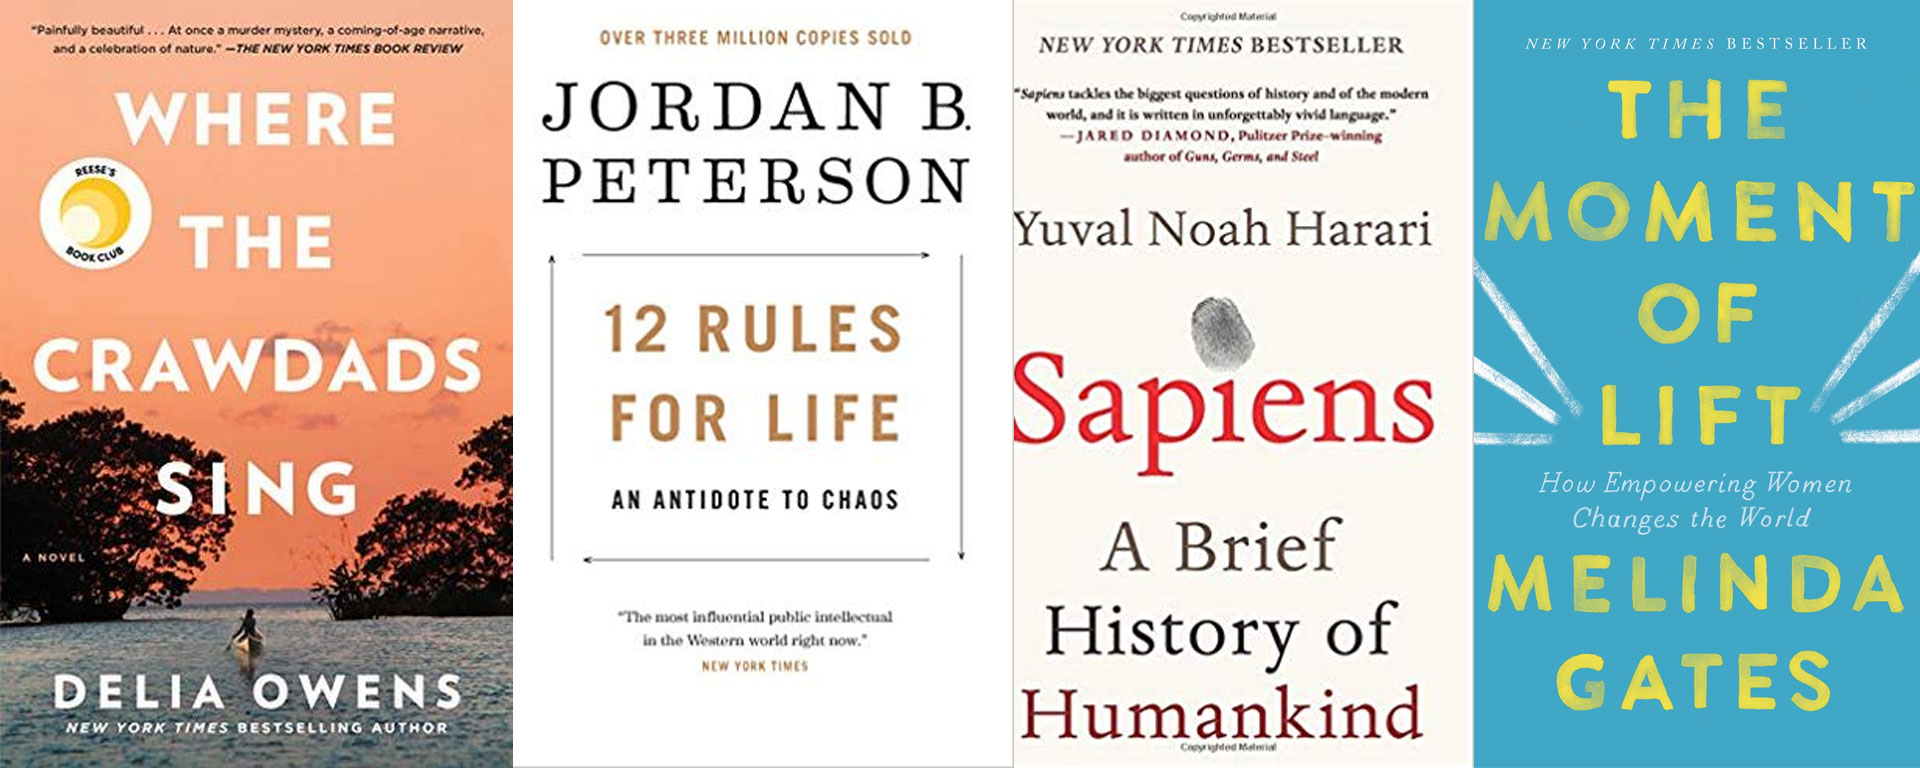 “Painfully beautiful . . . At once a murder mystery, a coming-of-age narrative,
and a celebration of nature.” —THE NEW YORK TIMES BOOK REVIEW
WHERE
REESE'S
BOOK CLUB
THE
CRAWDADS
SING
A NOVEL
DELIA OWENS
NEW YORK TIMES BESTSELLING AUTHOR
OVER THREE MILLION COPIES SOLD
JORDAN B.
PETERSON
12 RULES
FOR LIFE
AN ANTIDOTE TO CHAOS
“The most influential public intellectual
in the Western world right now.”
NEW YORK TIMES
Copyrighted Material
NEW YORK TIMES BESTSELLER
“Sapiens tackles the biggest questions of history and of the modern
world, and it is written in unforgettably vivid language.”
—JARED DIAMOND, Pulitzer Prize–winning
author of Guns, Germs, and Steel
Yuval Noah Harari
Sapiens
A Brief
History of
Humankind
Copyrighted Material
NEW YORK TIMES BESTSELLER
THE
MOMENT
OF
LIFT
How Empowering Women
Changes the World
MELINDA
GATES